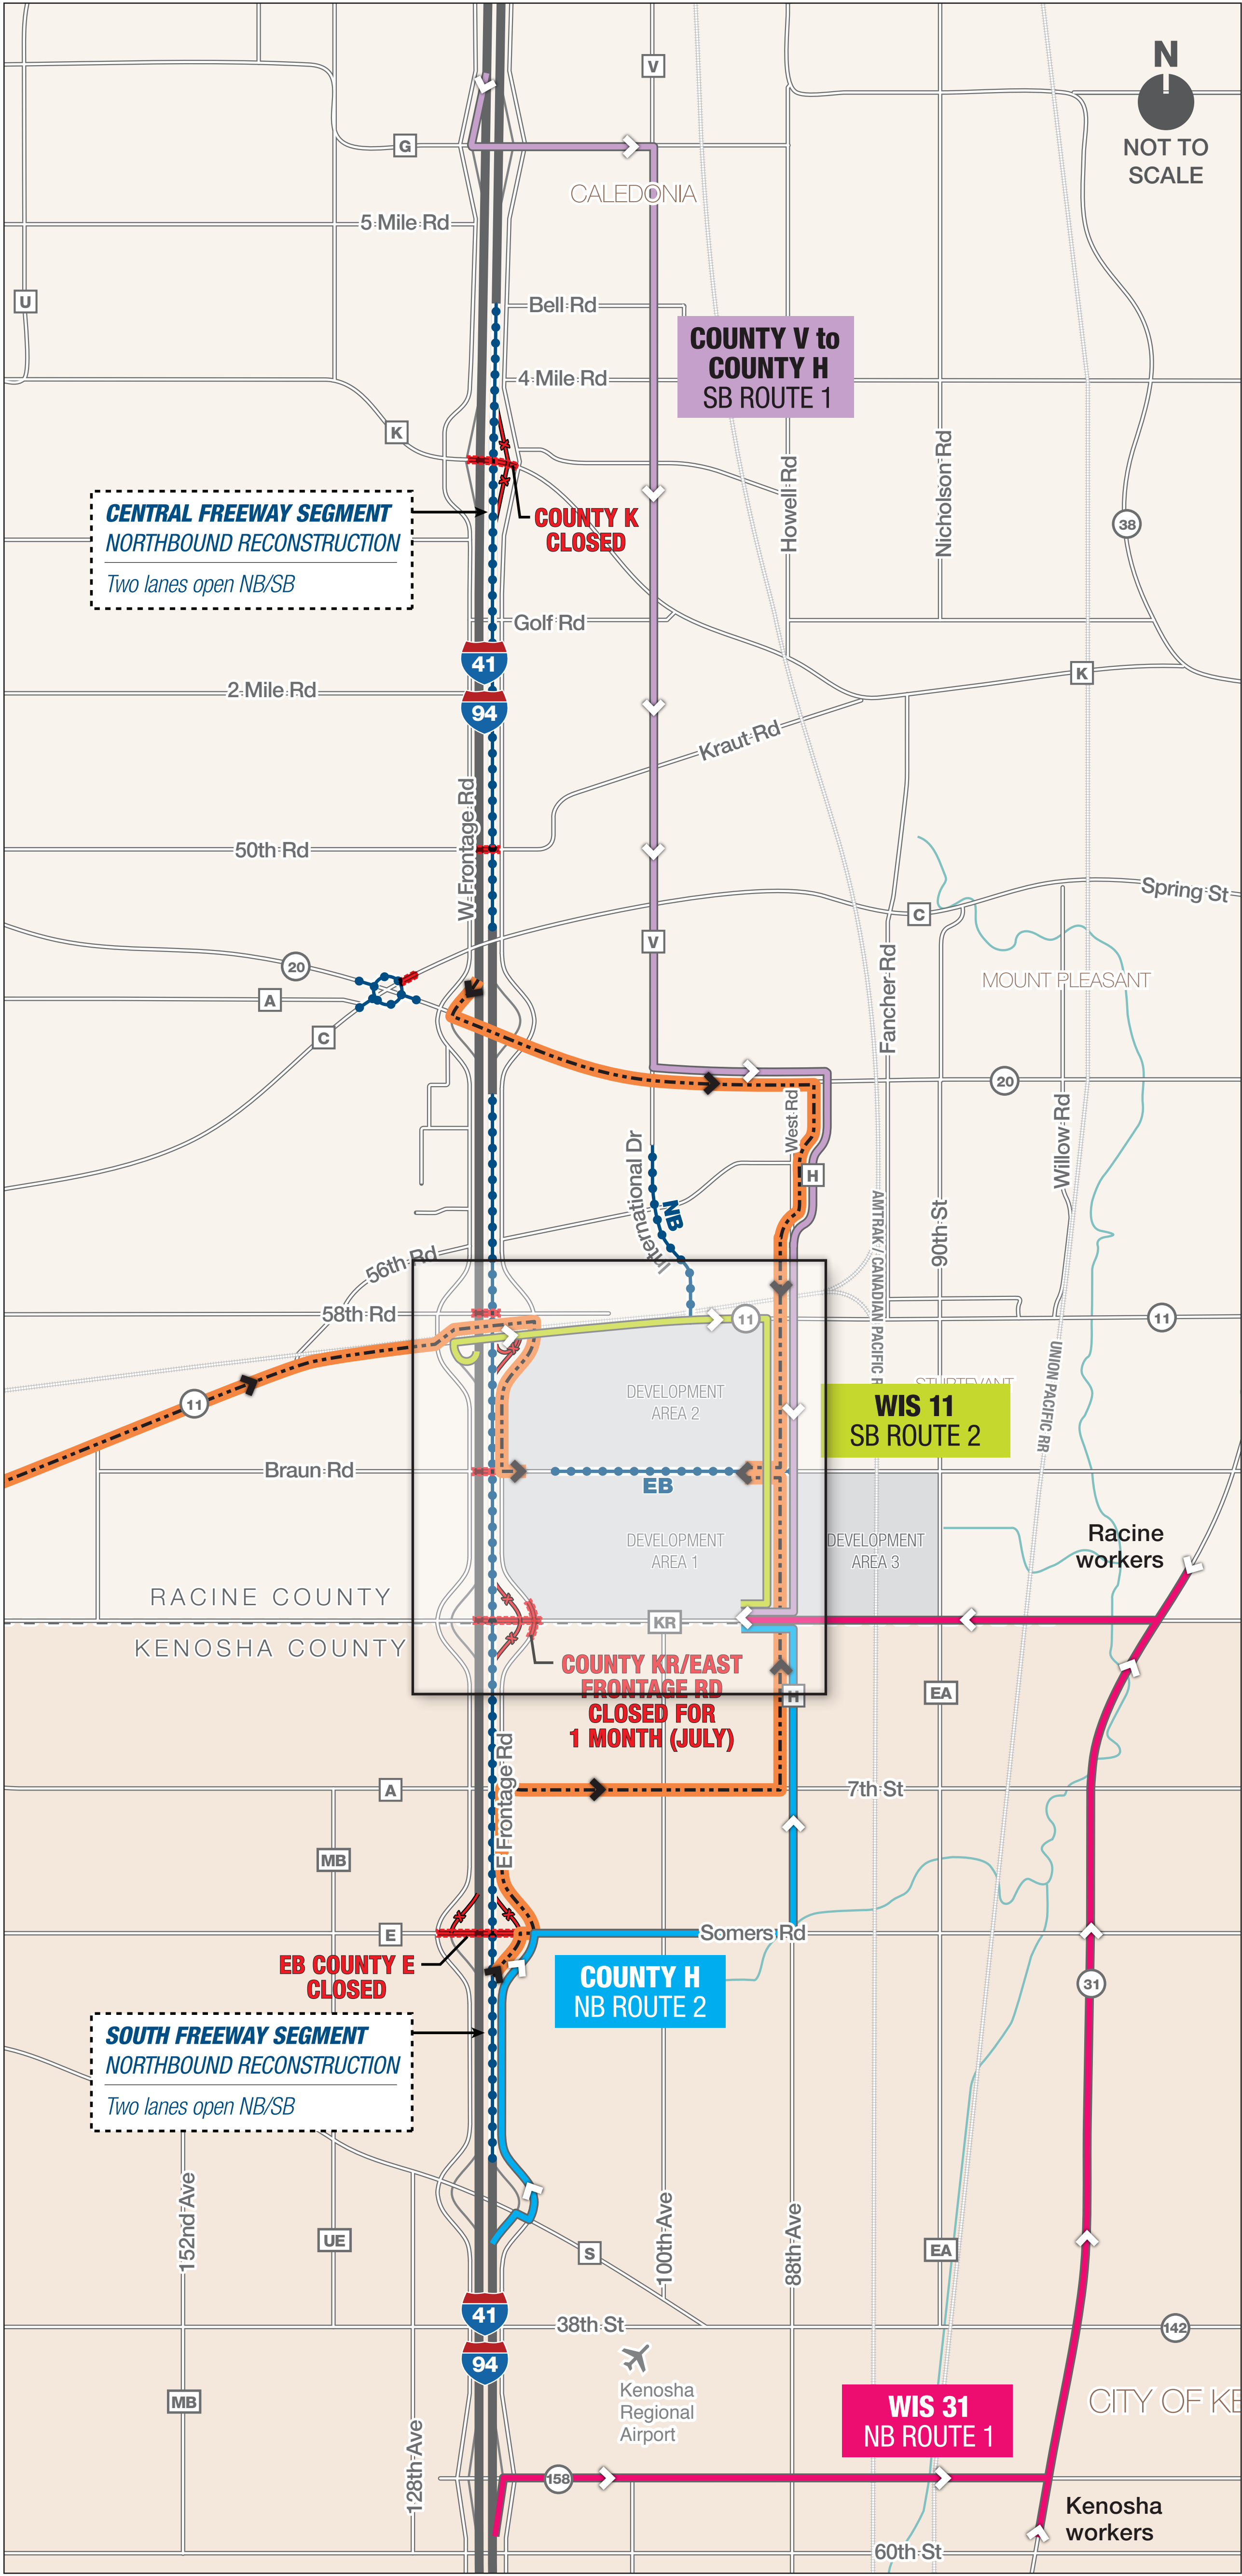 N
NOT TO
SCALE
V
G
CALEDONIA
5 Mile Rd
U
Bell Rd
COUNTY V to
COUNTY H
SB ROUTE 1
4 Mile Rd
K
Howell Rd
Nicholson Rd
38
CENTRAL FREEWAY SEGMENT
NORTHBOUND RECONSTRUCTION
Two lanes open NB/SB
COUNTY K
CLOSED
Golf Rd
41
K
2 Mile Rd
94
Kraut Rd
W Frontage Rd
50th Rd
Spring St
C
V
20
MOUNT PLEASANT
A
Fancher Rd
C
20
West Rd
Willow Rd
International Dr
H
NB
AMTRAK / CANADIAN PACIFIC R
90th St
56th Rd
58th Rd
11
11
UNION PACIFIC RR
STURTEVANT
DEVELOPMENT
AREA 2
WIS 11
SB ROUTE 2
11
Braun Rd
EB
Racine
workers
DEVELOPMENT
AREA 1
DEVELOPMENT
AREA 3
RACINE COUNTY
KR
KENOSHA COUNTY
COUNTY KR/EAST
FRONTAGE RD
CLOSED FOR
1 MONTH (JULY)
H
EA
E Frontage Rd
A
7th St
MB
E
Somers Rd
EB COUNTY E
CLOSED
COUNTY H
NB ROUTE 2
31
SOUTH FREEWAY SEGMENT
NORTHBOUND RECONSTRUCTION
Two lanes open NB/SB
152nd Ave
UE
S
100th Ave
88th Ave
EA
41
38th St
142
94
Kenosha
Regional
Airport
MB
WIS 31
NB ROUTE 1
CITY OF KE
128th Ave
158
Kenosha
workers
60th St